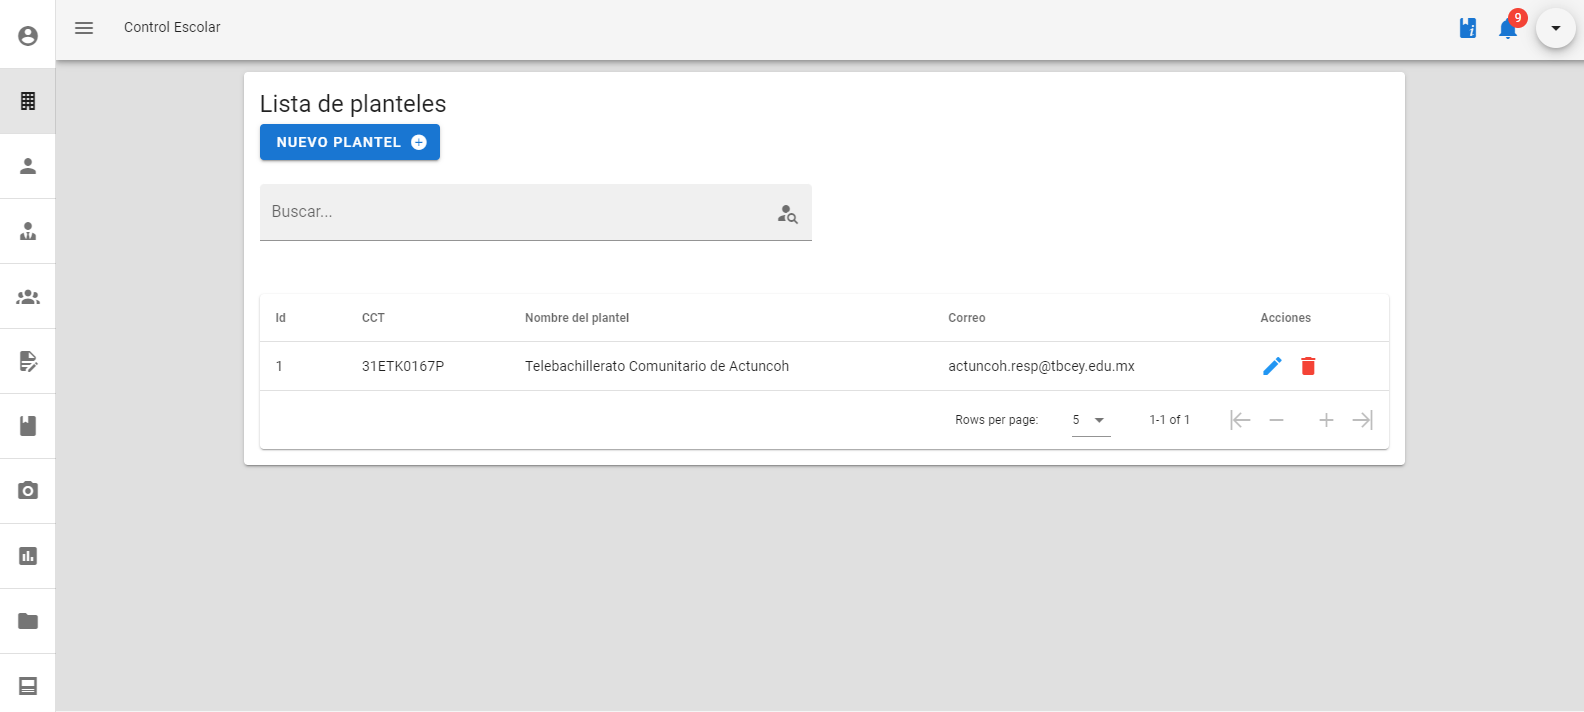 Control Escolar
9
Lista de planteles
NUEVO PLANTEL
Buscar...
Id CCT Nombre del plantel Correo Acciones
1 31ETK0167P Telebachillerato Comunitario de Actuncoh actuncoh.resp@tbcey.edu.mx
Rows per page: 5 1-1 of 1